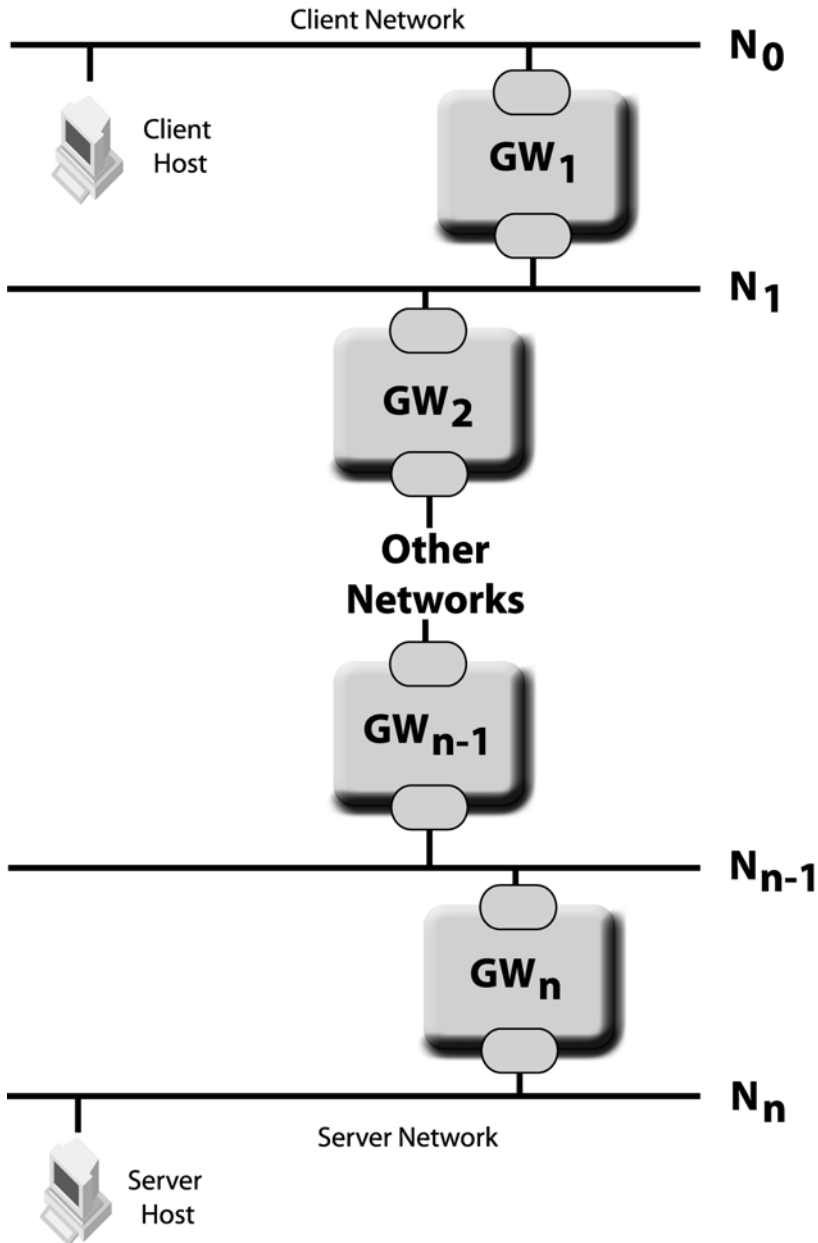 Client Network
N0
Client
Host
GW1
N1
GW2
Other
Networks
GWn-1
Nn-1
GWn
Nn
Server Network
Server
Host